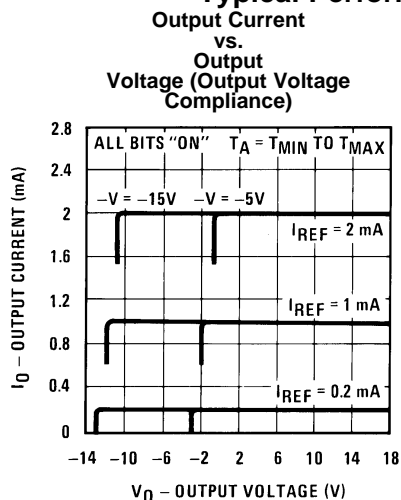 Output Current
vs.
Output
Voltage (Output Voltage
Compliance)
2.8
2.4
2
1.6
1.2
0.8
0.4
0
ALL BITS "ON" TA = TMIN TO TMAX
–V = –15V –V = –5V
IREF = 2 mA
IREF = 1 mA
IREF = 0.2 mA
IO – OUTPUT CURRENT (mA)
–14 –10 –6 –2 2 6 10 14 18
VO – OUTPUT VOLTAGE (V)